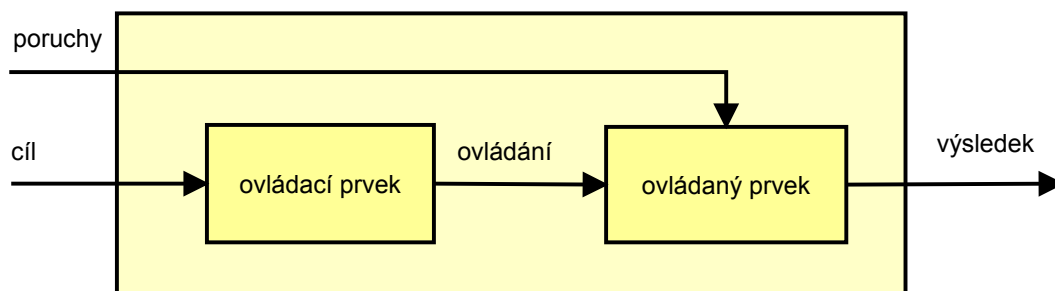 poruchy
cíl
ovládací prvek
ovládání
ovládaný prvek
výsledek